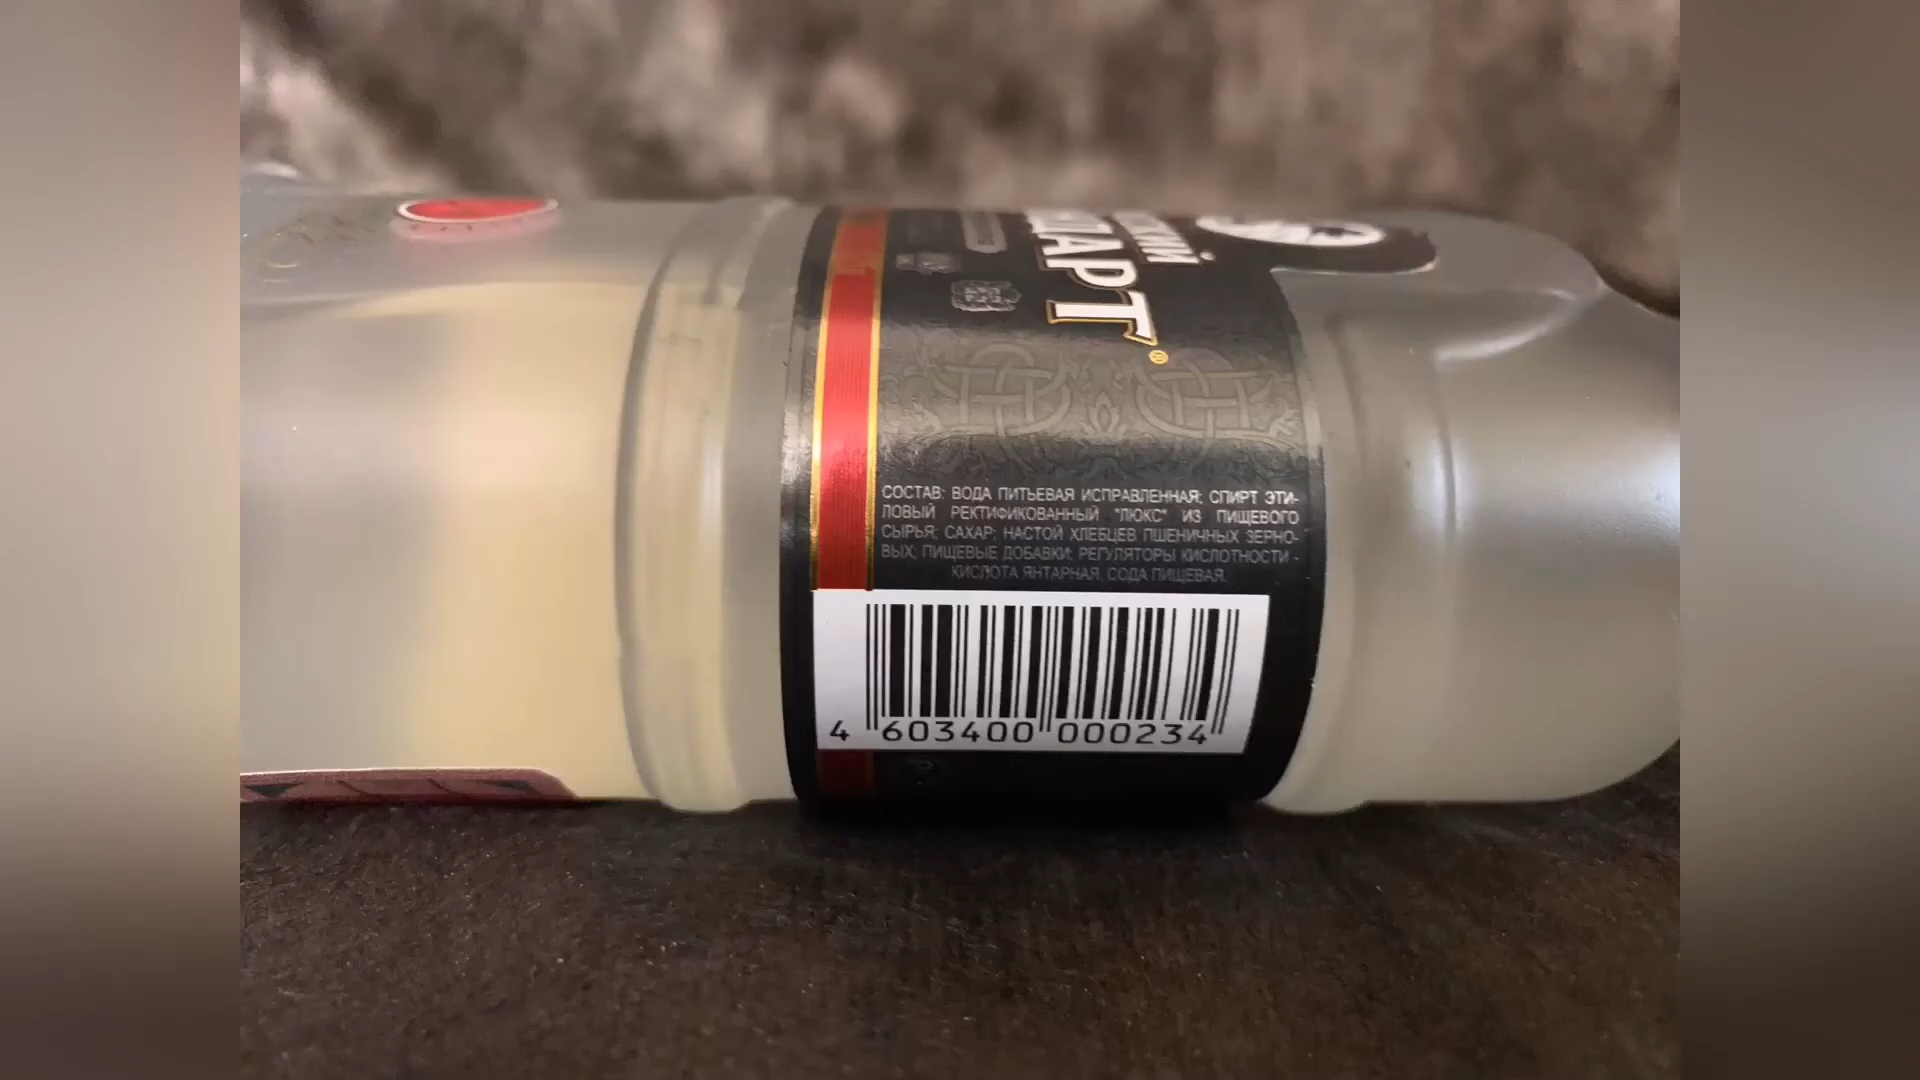 СОСТАВ: ВОДА ПИТЬЕВАЯ ИСПРАВЛЕННАЯ; СПИРТ ЭТИ-
ЛОВЫЙ РЕКТИФИКОВАННЫЙ "ЛЮКС" ИЗ ПИЩЕВОГО
СЫРЬЯ; САХАР; НАСТОЙ ХЛЕБЦЕВ ПШЕНИЧНЫХ ЗЕРНО-
ВЫХ; ПИЩЕВЫЕ ДОБАВКИ: РЕГУЛЯТОРЫ КИСЛОТНОСТИ -
КИСЛОТА ЯНТАРНАЯ, СОДА ПИЩЕВАЯ.
4 603400 000234